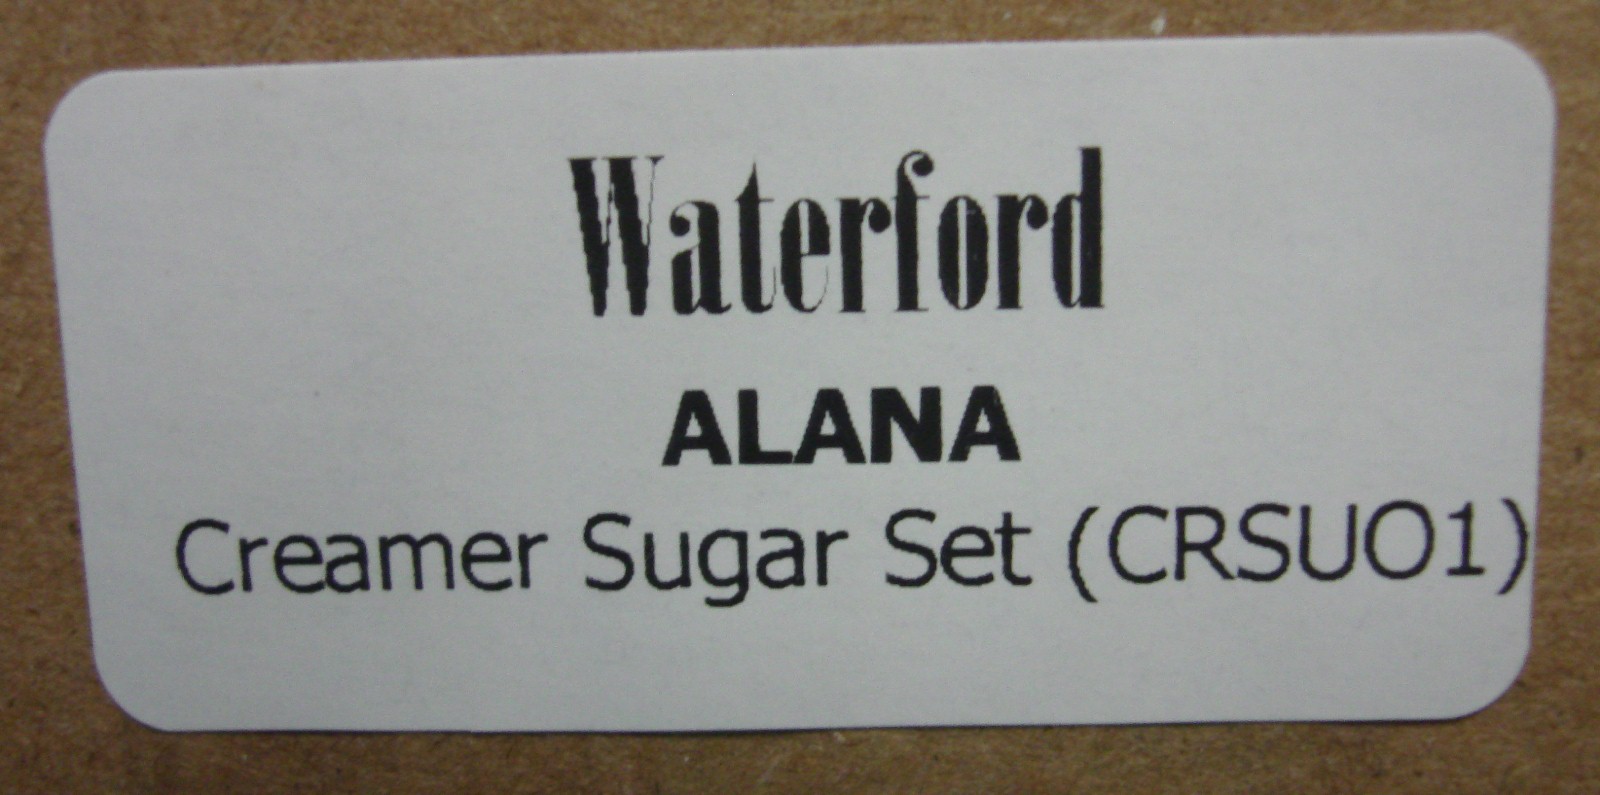 Waterford
ALANA
Creamer Sugar Set (CRSUO1)